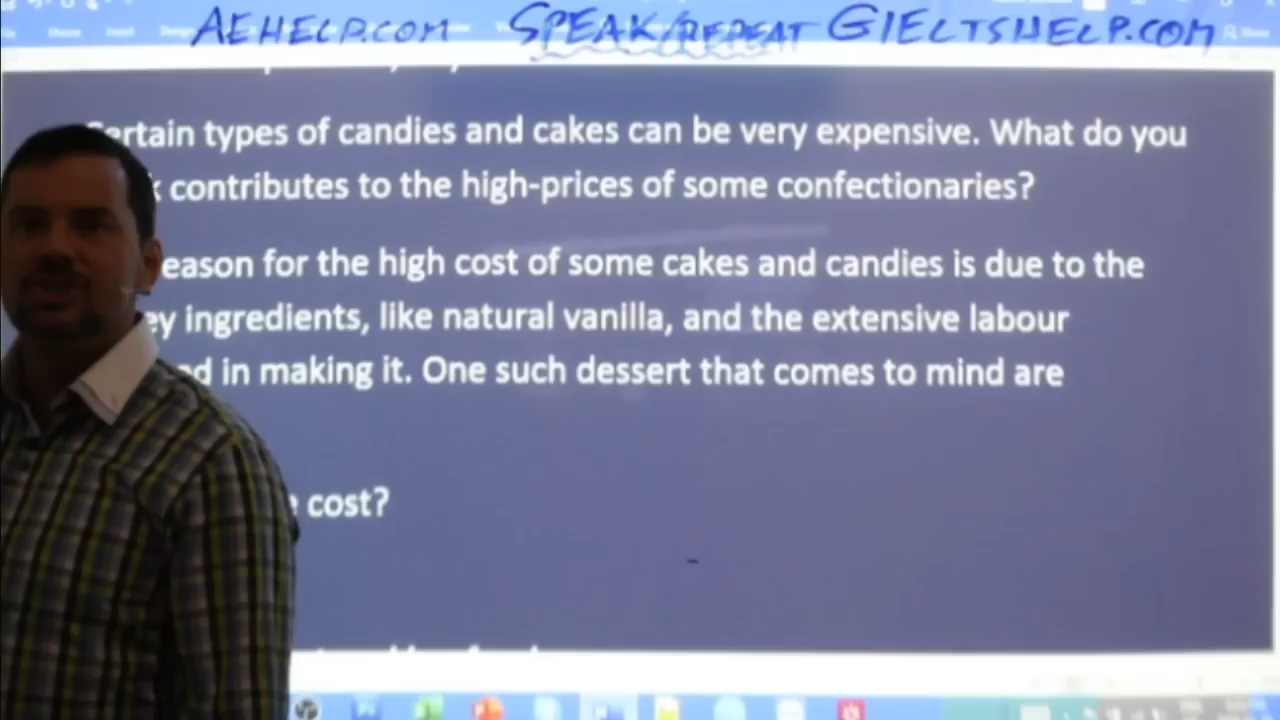 AEHELP.COM SPEAK/REPEAT GIELTSHELP.COM
Certain types of candies and cakes can be very expensive. What do you
contributes to the high-prices of some confectionaries?
for the high cost of some cakes and candies is due to the
ingredients, like natural vanilla, and the extensive labour
in making it. One such dessert that comes to mind are
cost?